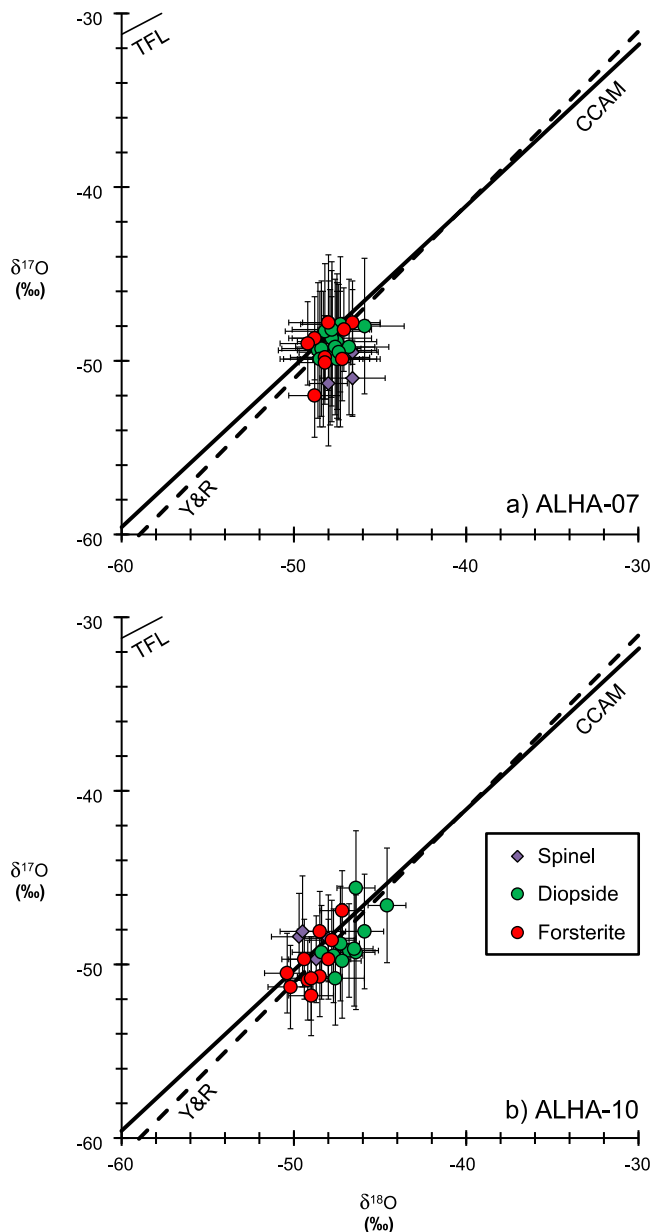 -30
TFL
CCAM
-40
δ17O
(‰)
-50
Y&R
a) ALHA-07
-60
-60
-50
-40
-30
-30
TFL
CCAM
-40
δ17O
(‰)
Spinel
Diopside
Forsterite
-50
Y&R
b) ALHA-10
-60
-60
-50
-40
-30
δ18O
(‰)